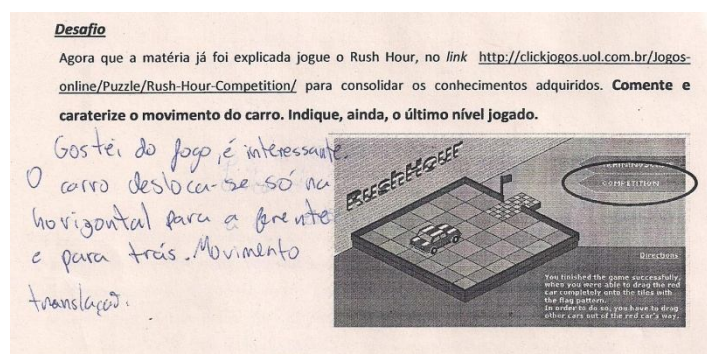 Desafio
Agora que a matéria já foi explicada jogue o Rush Hour, no link http://clickjogos.uol.com.br/Jogos-
online/Puzzle/Rush-Hour-Competition/ para consolidar os conhecimentos adquiridos. Comente e
caraterize o movimento do carro. Indique, ainda, o último nível jogado.
Gostei do jogo, é interessante.
O carro desloca-se só na
horizontal para a frente
e para trás. Movimento
translação.
RushHour
COMPETITION
Directions
You finished the game successfully,
when you were able to drag the red
car completely onto the tiles with
the flag pattern.
In order to do so, you have to drag
other cars out of the red car's way.